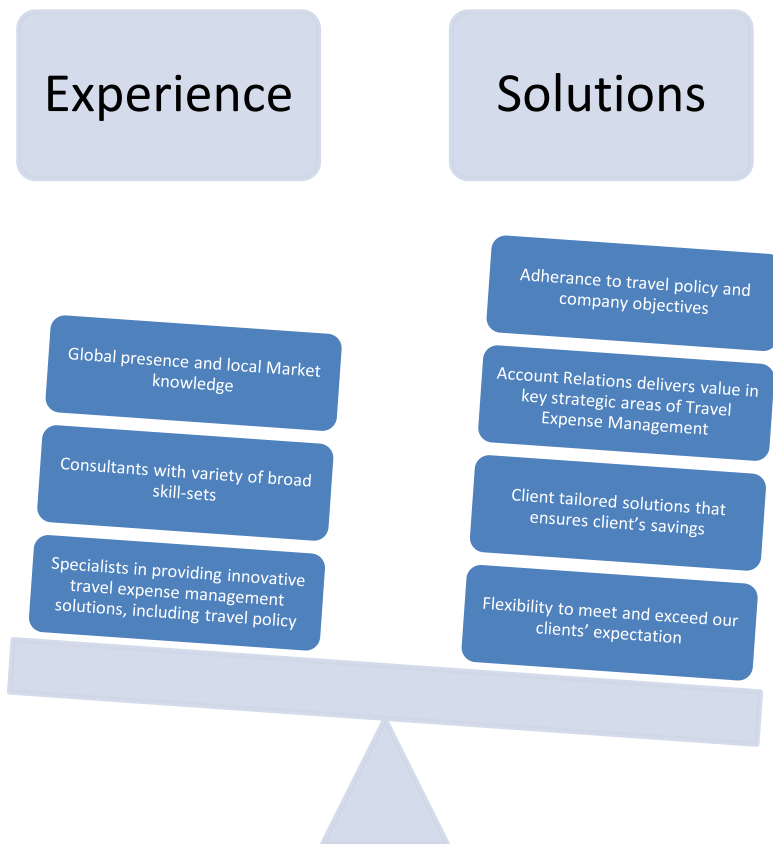 Experience
Solutions
Global presence and local Market
knowledge
Consultants with variety of broad
skill-sets
Specialists in providing innovative
travel expense management
solutions, including travel policy
Adherance to travel policy and
company objectives
Account Relations delivers value in
key strategic areas of Travel
Expense Management
Client tailored solutions that
ensures client’s savings
Flexibility to meet and exceed our
clients’ expectation